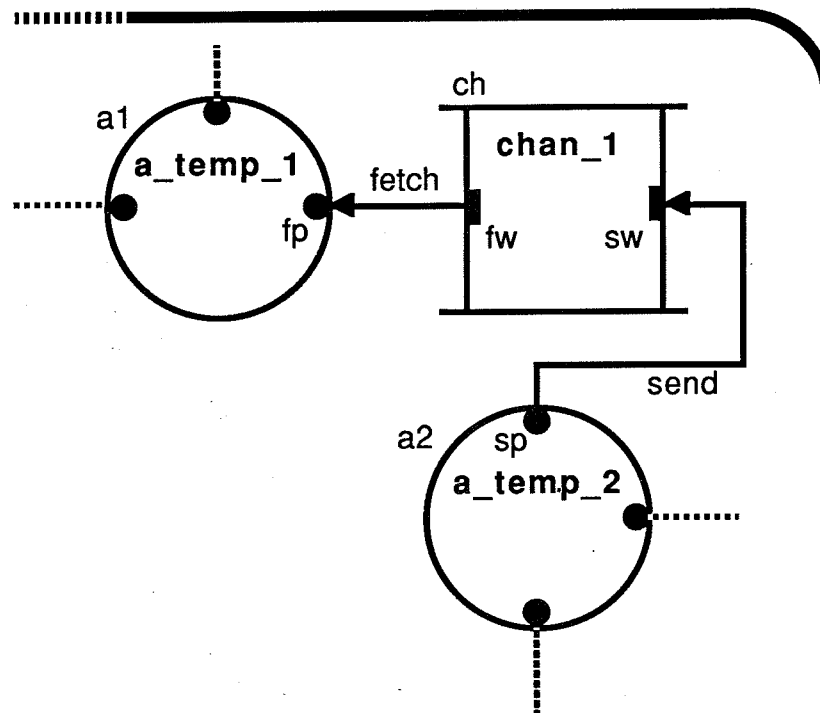 ch
a1
a_temp_1
chan_1
fetch
fp
fw
sw
send
a2
sp
a_temp_2